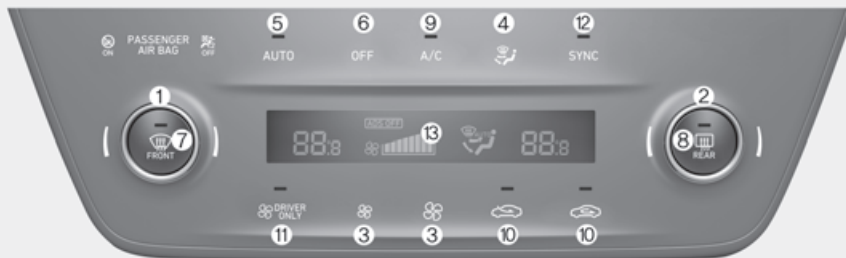 5 6 9 4 12
PASSENGER
AIR BAG
ON OFF
AUTO OFF A/C SYNC
1 2
ADS OFF
88.8 13 88.8
7 8
FRONT REAR
DRIVER
ONLY
11 3 3 10 10